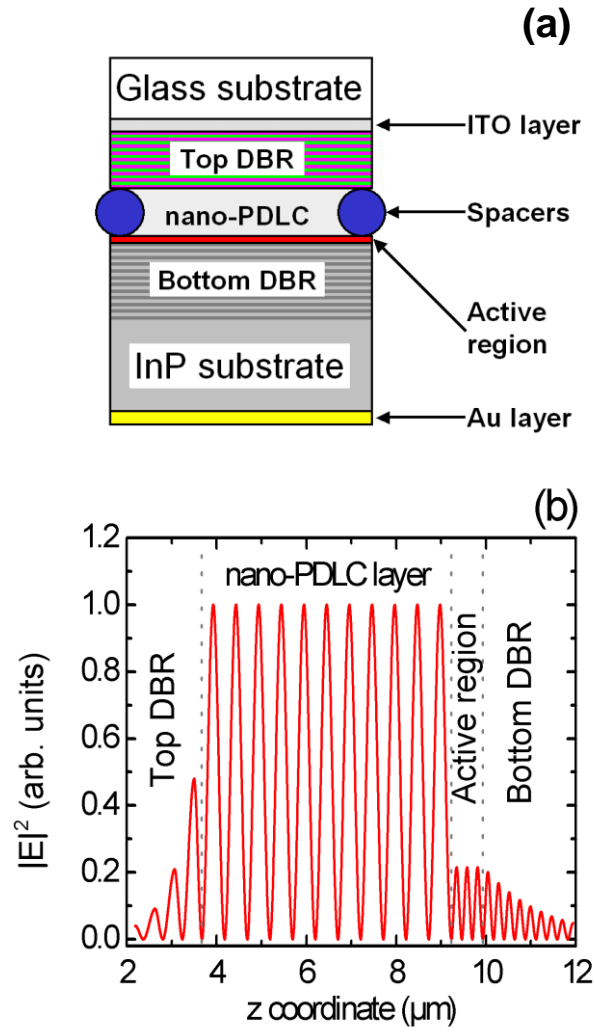 (a)
Glass substrate
ITO layer
Top DBR
nano-PDLC
Spacers
Bottom DBR
Active
region
InP substrate
Au layer
(b)
1.2
1.0
0.8
0.6
0.4
0.2
0.0
|E|² (arb. units)
nano-PDLC layer
Top DBR
Active region
Bottom DBR
2 4 6 8 10 12
z coordinate (µm)